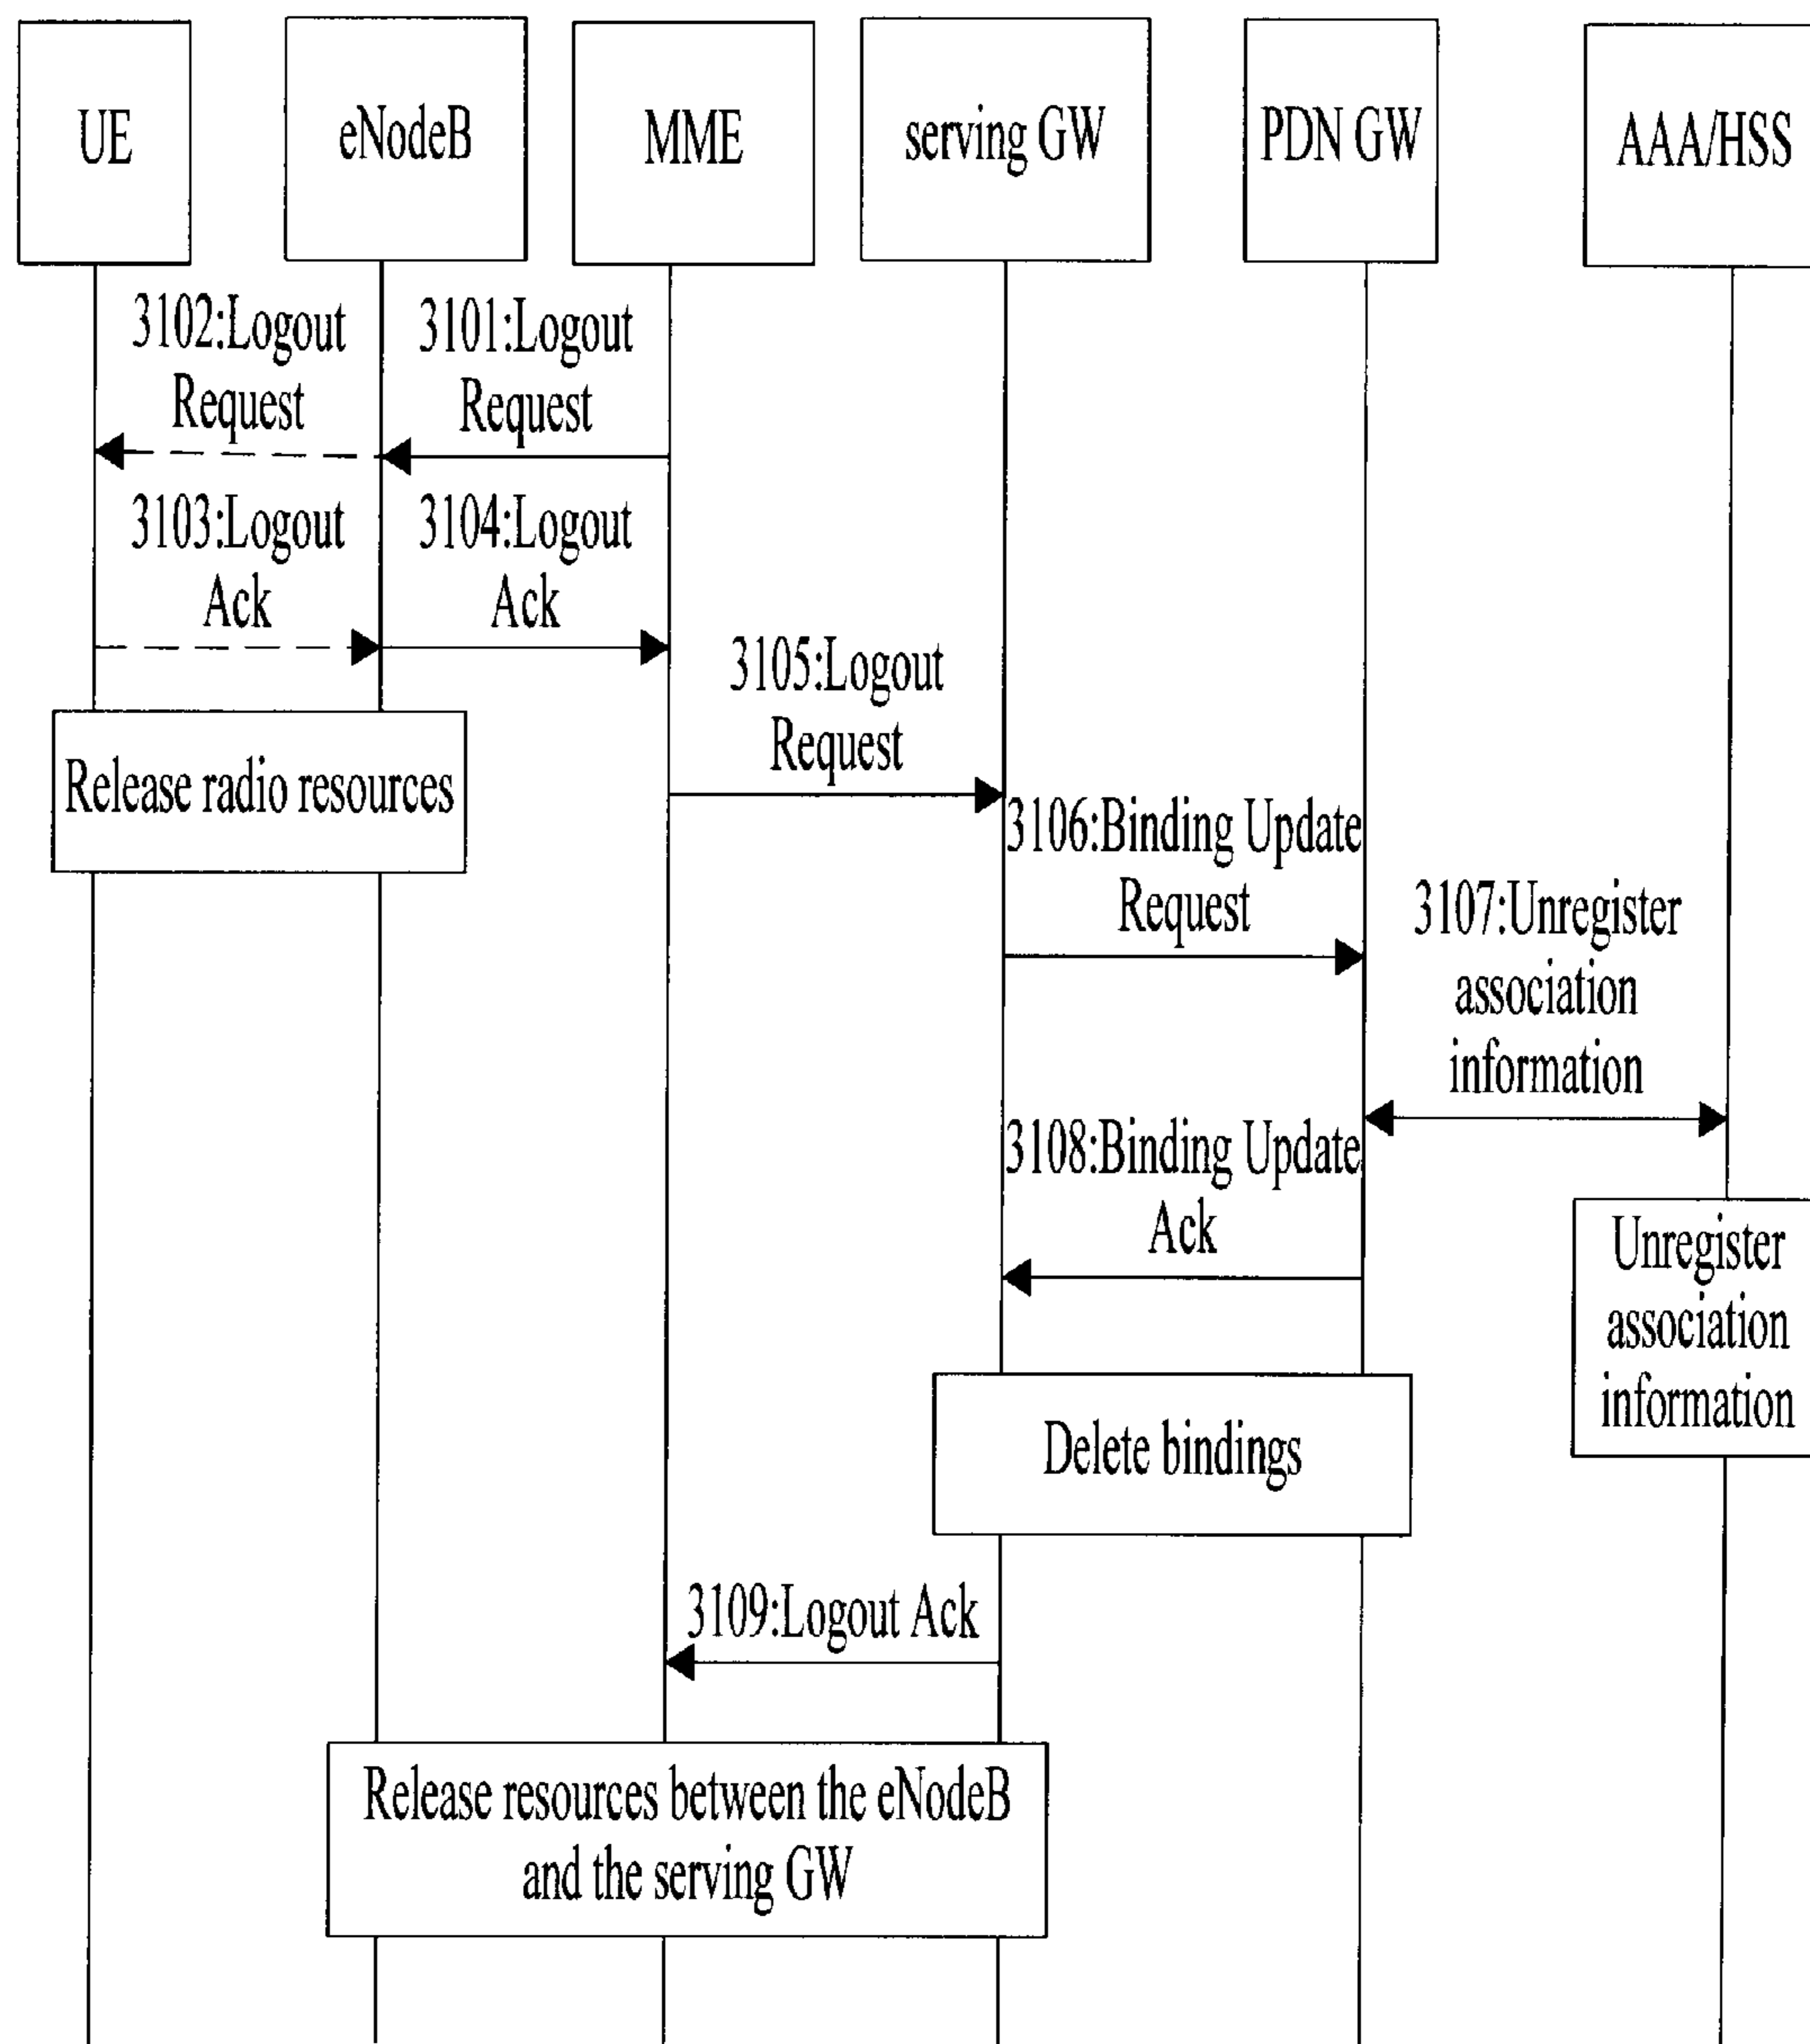 UE
eNodeB
MME
serving GW
PDN GW
AAA/HSS
3102:Logout
Request
3101:Logout
Request
3103:Logout
Ack
3104:Logout
Ack
3105:Logout
Request
Release radio resources
3106:Binding Update
Request
3107:Unregister
association
information
3108:Binding Update
Ack
Unregister
association
information
Delete bindings
3109:Logout Ack
Release resources between the eNodeB
and the serving GW